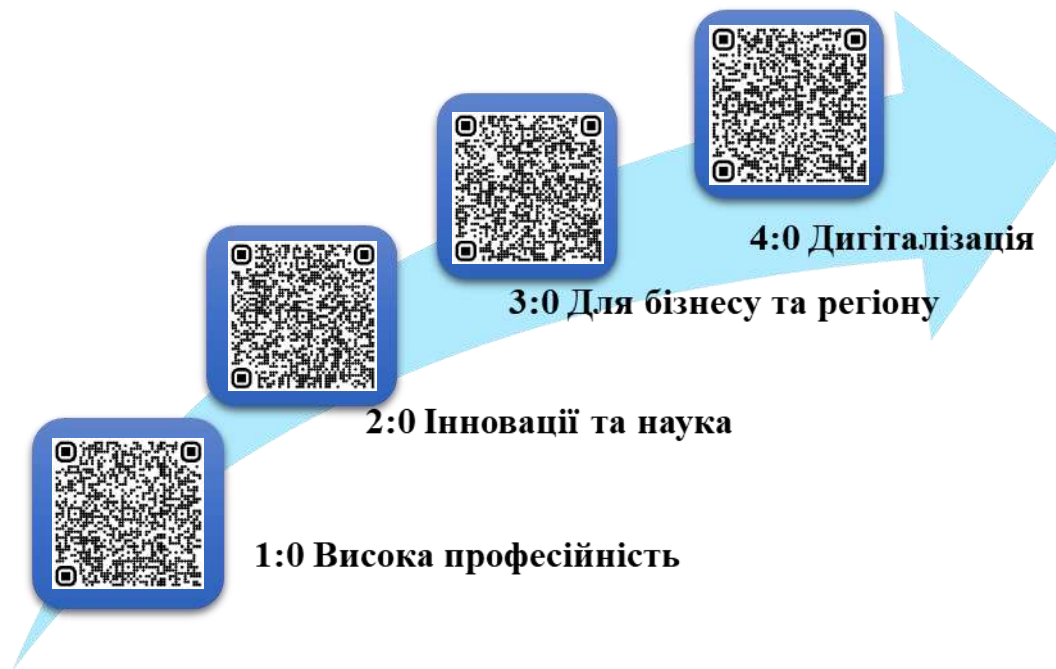 4:0 Дигіталізація
3:0 Для бізнесу та регіону
2:0 Інновації та наука
1:0 Висока професійність